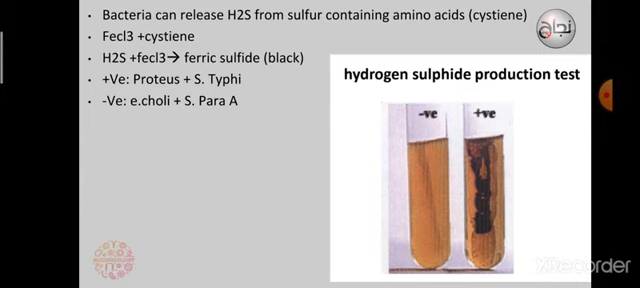 Bacteria can release H2S from sulfur containing amino acids (cystiene)
Fecl3 +cystiene
H2S +fecl3→ ferric sulfide (black)
+Ve: Proteus + S. Typhi
-Ve: e.choli + S. Para A
نجاح
hydrogen sulphide production test
-ve +ve
XRecorder